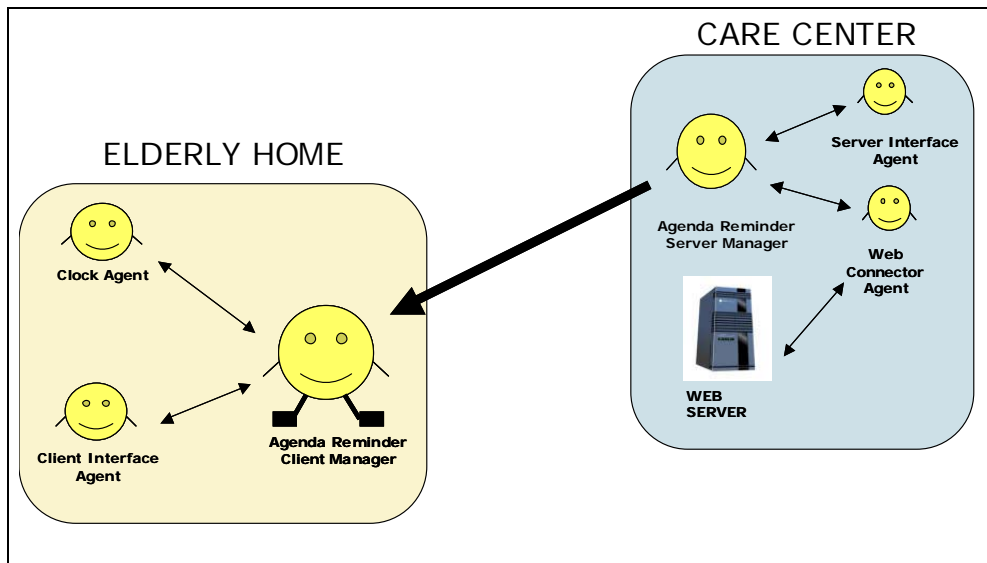 CARE CENTER
Server Interface
Agent
Agenda Reminder
Server Manager
Web
Connector
Agent
WEB
SERVER
ELDERLY HOME
Clock Agent
Client Interface
Agent
Agenda Reminder
Client Manager